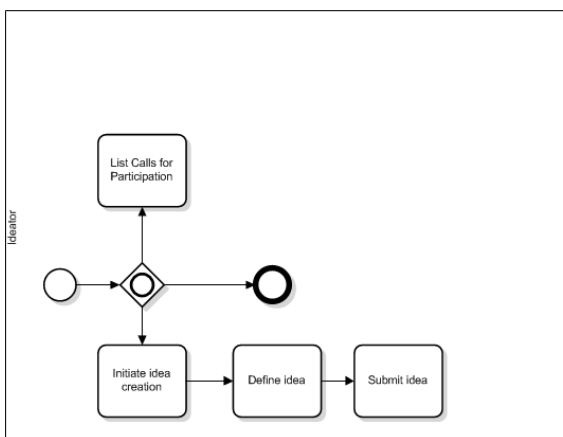 List Calls for
Participation
Ideator
Initiate idea
creation
Define idea
Submit idea